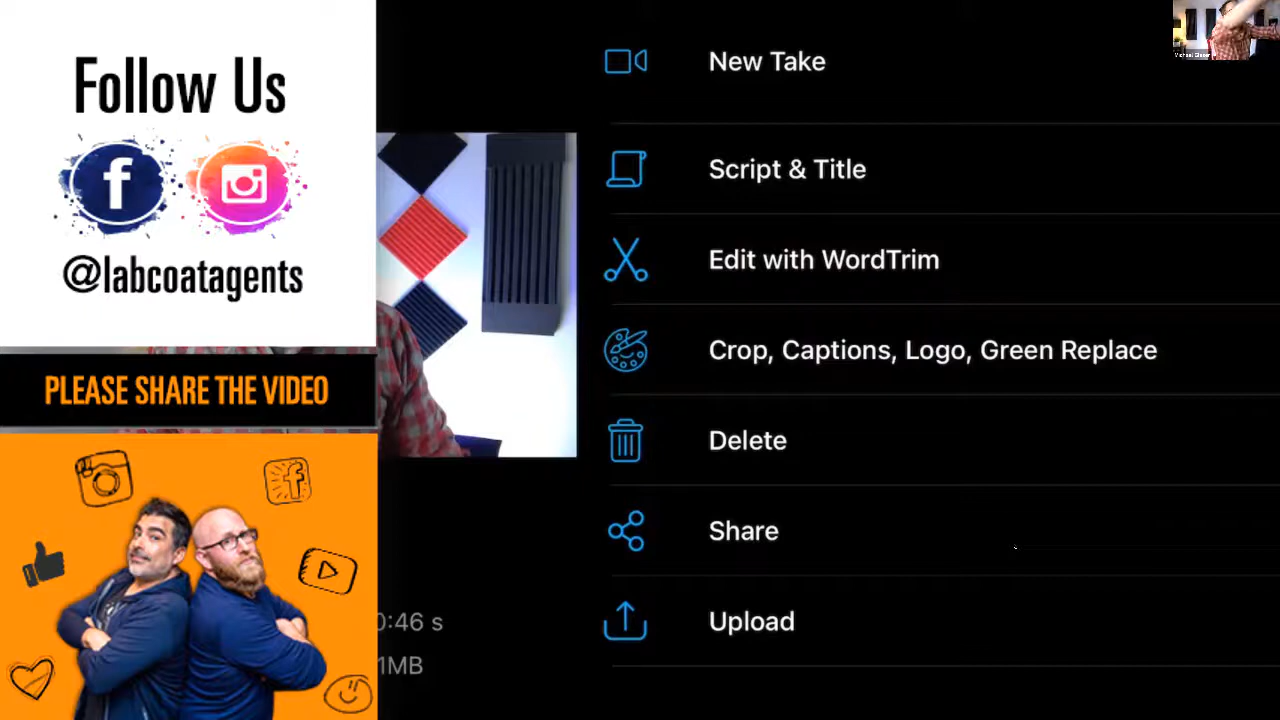 Follow Us
f
@labcoatagents
PLEASE SHARE THE VIDEO
f
0:46 s
1MB
New Take
Script & Title
Edit with WordTrim
Crop, Captions, Logo, Green Replace
Delete
Share
Upload